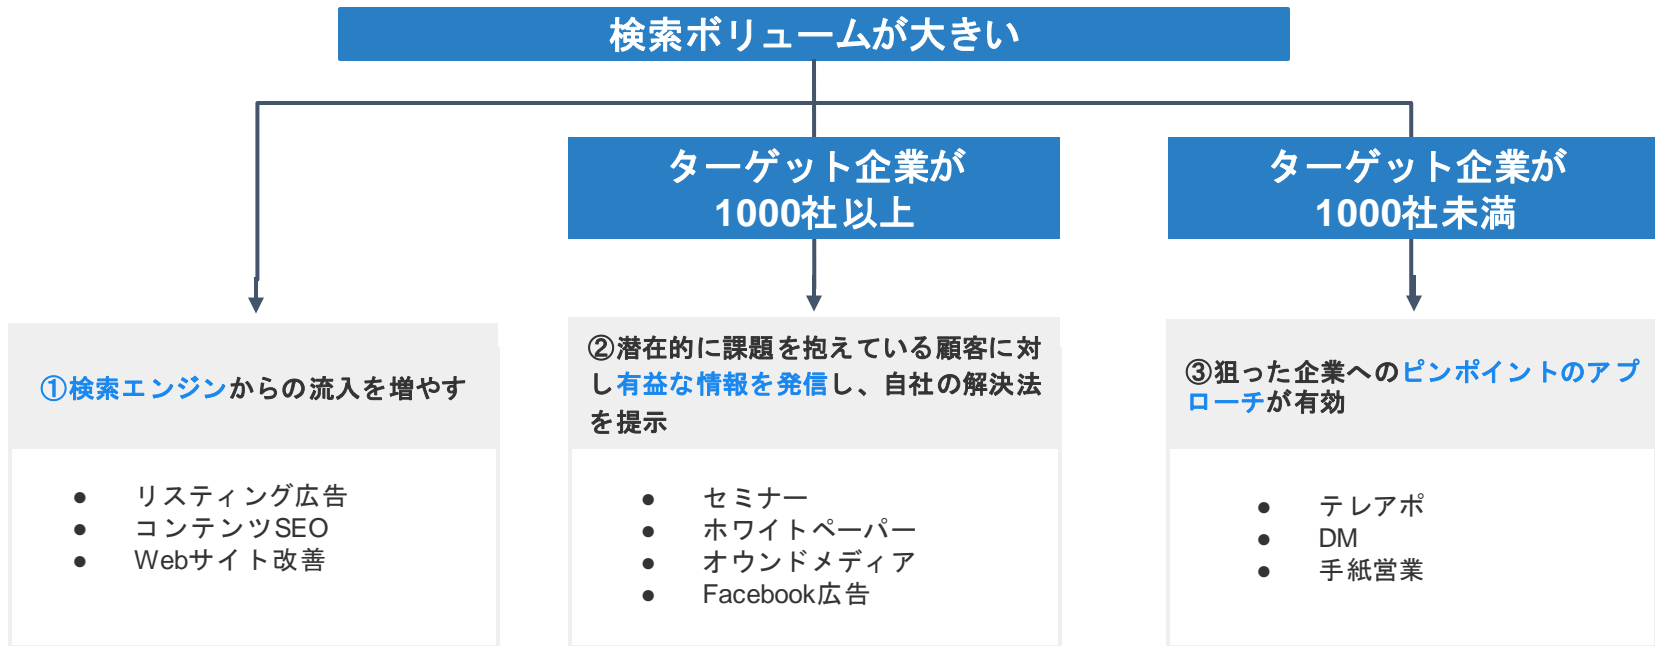 検索ボリュームが大きい
ターゲット企業が
1000社以上
ターゲット企業が
1000社未満
①検索エンジンからの流入を増やす
②潜在的に課題を抱えている顧客に対
し有益な情報を発信し、自社の解決法
を提示
③狙った企業へのピンポイントのアプ
ローチが有効
● リスティング広告
● コンテンツSEO
● Webサイト改善
● セミナー
● ホワイトペーパー
● オウンドメディア
● Facebook広告
● テレアポ
● DM
● 手紙営業